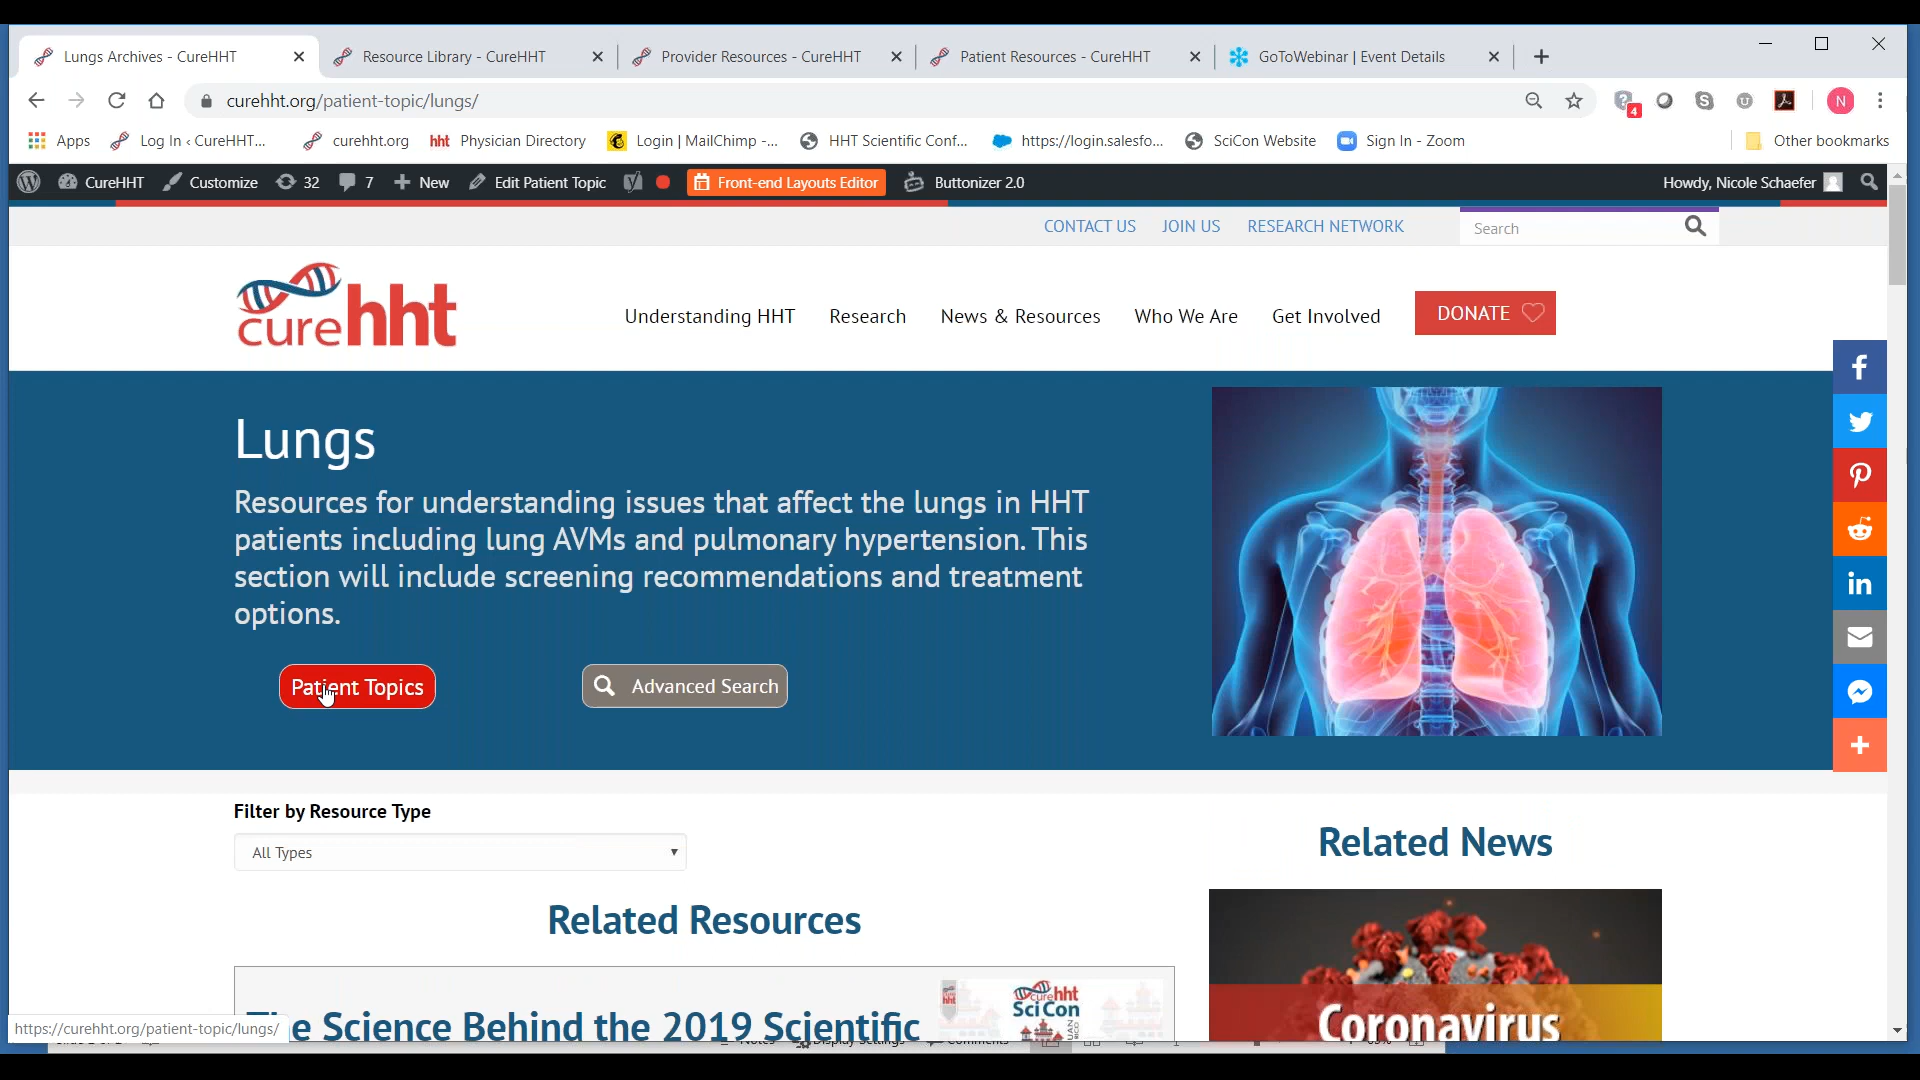 Lungs Archives - CureHHT
Resource Library - CureHHT
Provider Resources - CureHHT
Patient Resources - CureHHT
GoToWebinar | Event Details
curehht.org/patient-topic/lungs/
4
N
Apps
Log In ‹ CureHHT...
curehht.org
hht Physician Directory
Login | MailChimp -...
HHT Scientific Conf...
https://login.salesfo...
SciCon Website
Sign In - Zoom
Other bookmarks
CureHHT
Customize
32
7
New
Edit Patient Topic
Front-end Layouts Editor
Buttonizer 2.0
Howdy, Nicole Schaefer
CONTACT US
JOIN US
RESEARCH NETWORK
Search
curehht
Understanding HHT
Research
News & Resources
Who We Are
Get Involved
DONATE
Lungs
Resources for understanding issues that affect the lungs in HHT
patients including lung AVMs and pulmonary hypertension. This
section will include screening recommendations and treatment
options.
Patient Topics
Advanced Search
Filter by Resource Type
All Types
Related News
Related Resources
The Science Behind the 2019 Scientific
curehht
SciCon
Coronavirus
https://curehht.org/patient-topic/lungs/